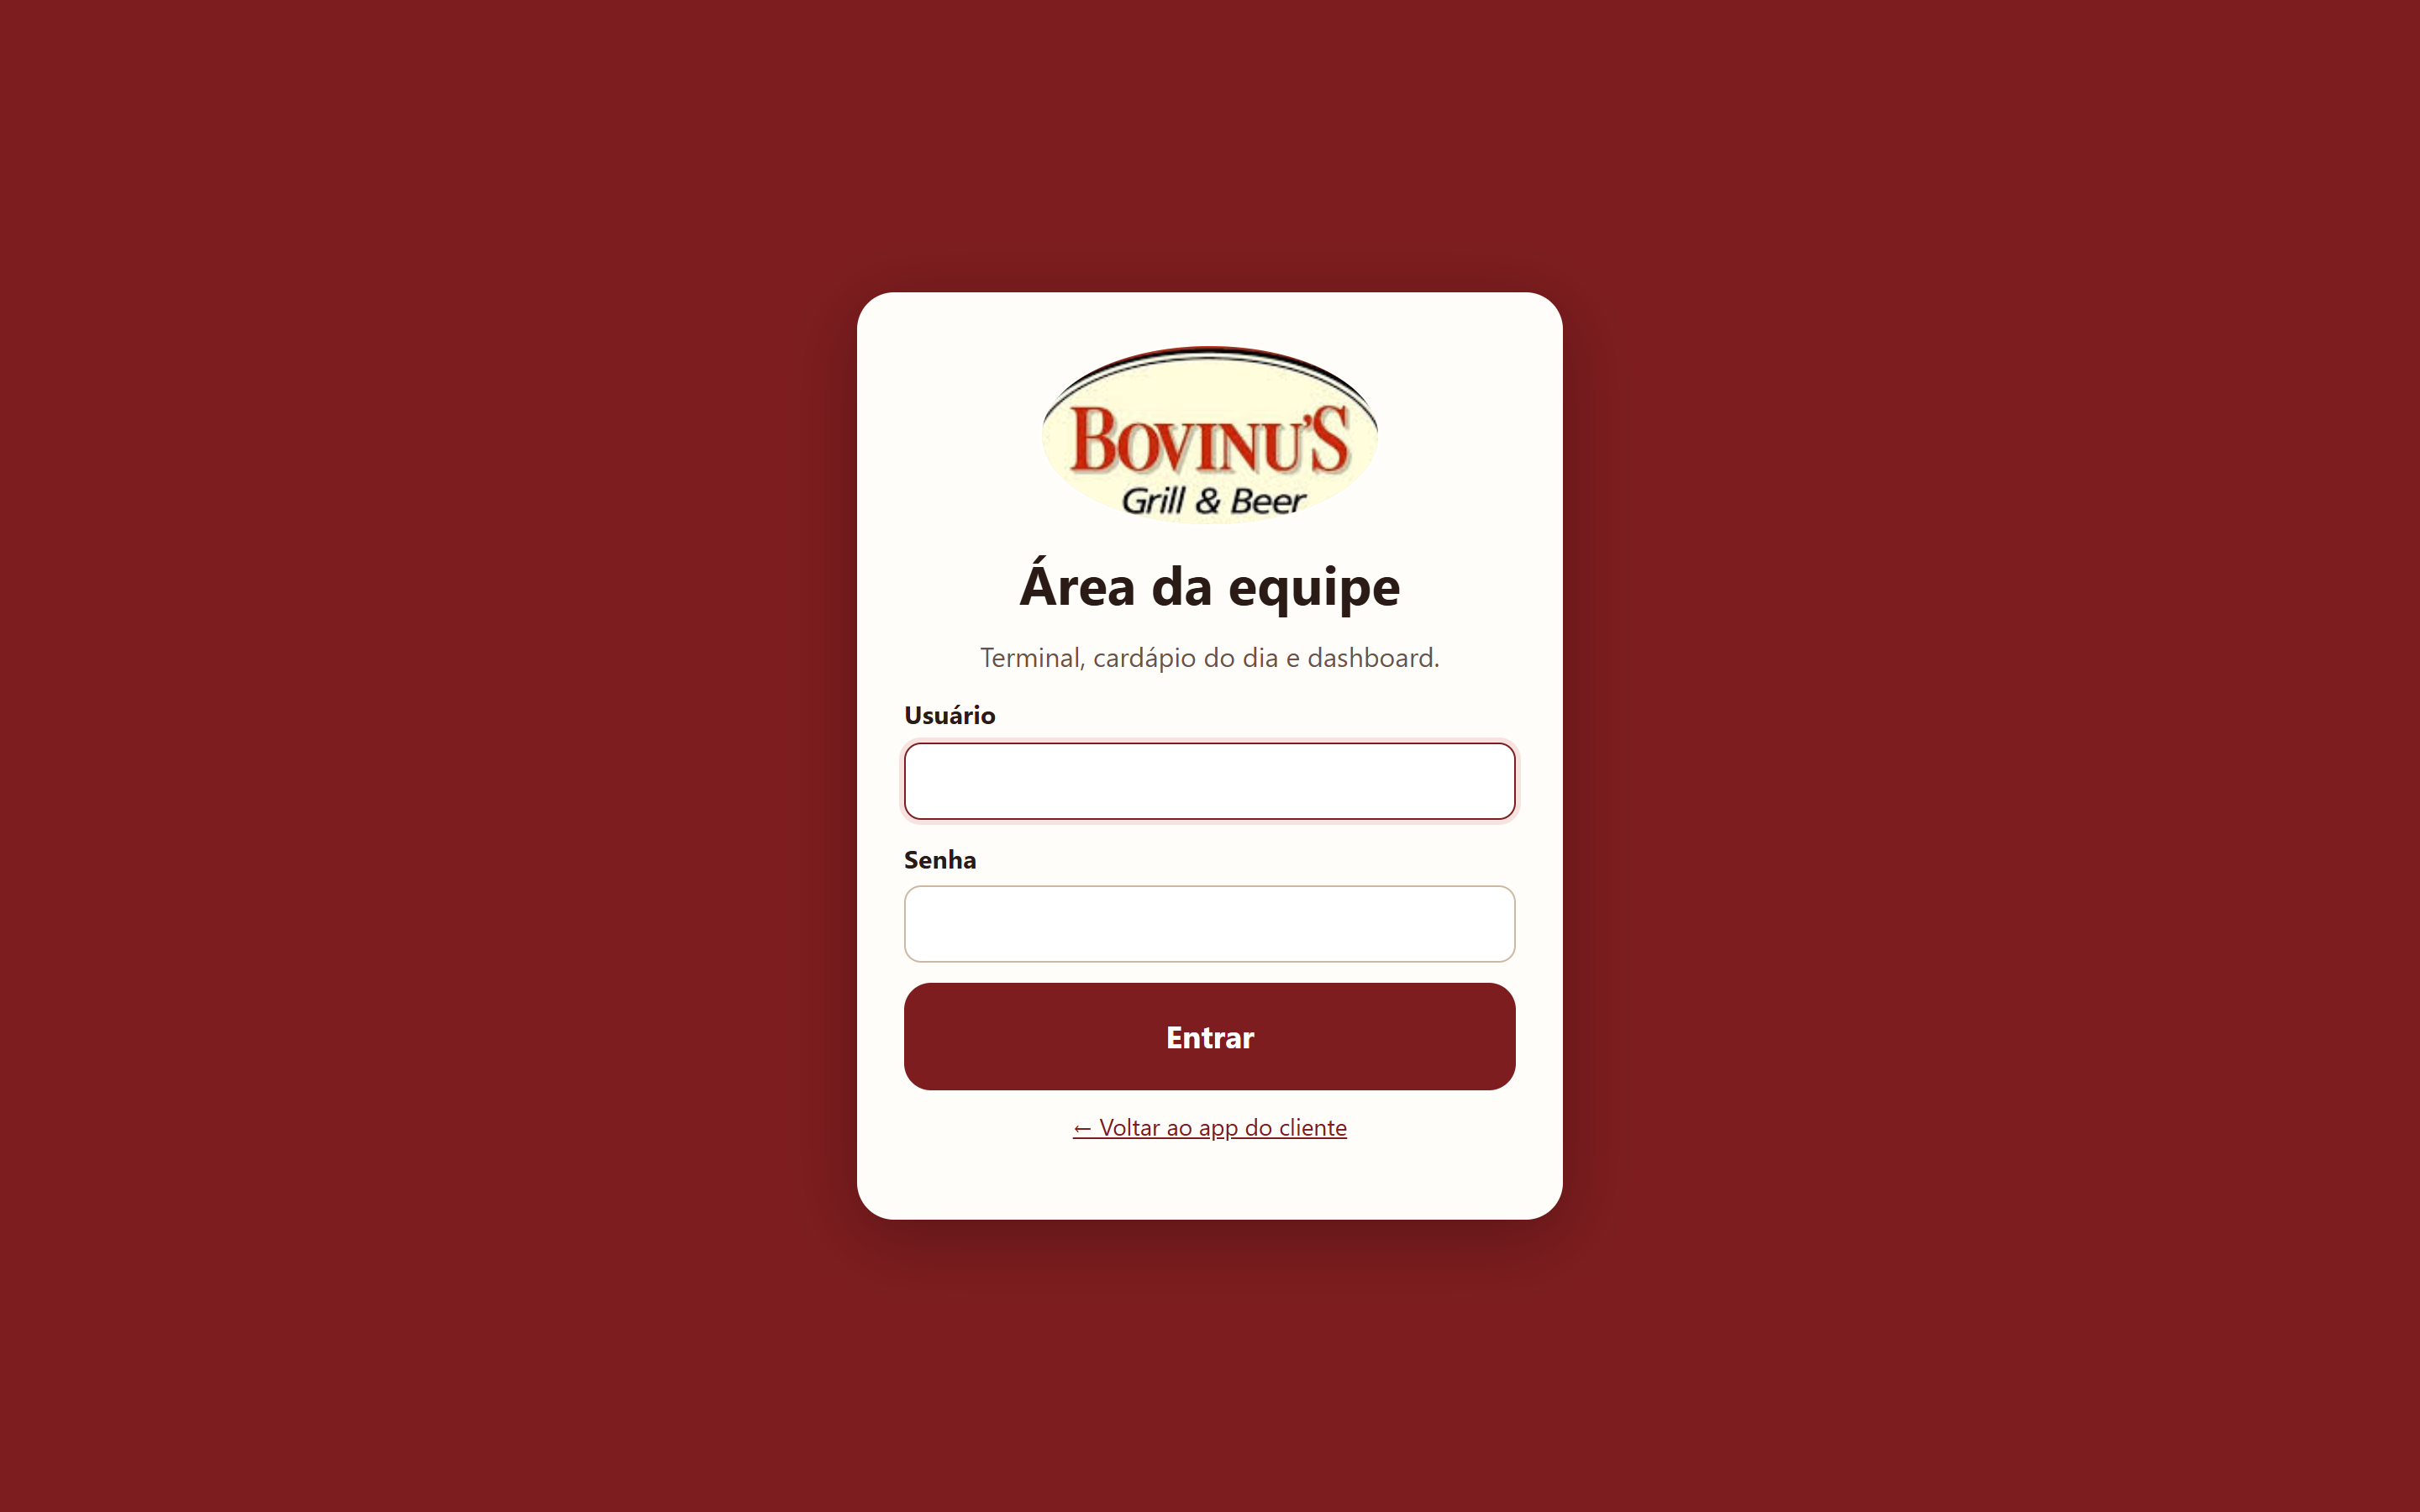 BOVINU'S
Grill & Beer
Área da equipe
Terminal, cardápio do dia e dashboard.
Usuário
Senha
Entrar
← Voltar ao app do cliente